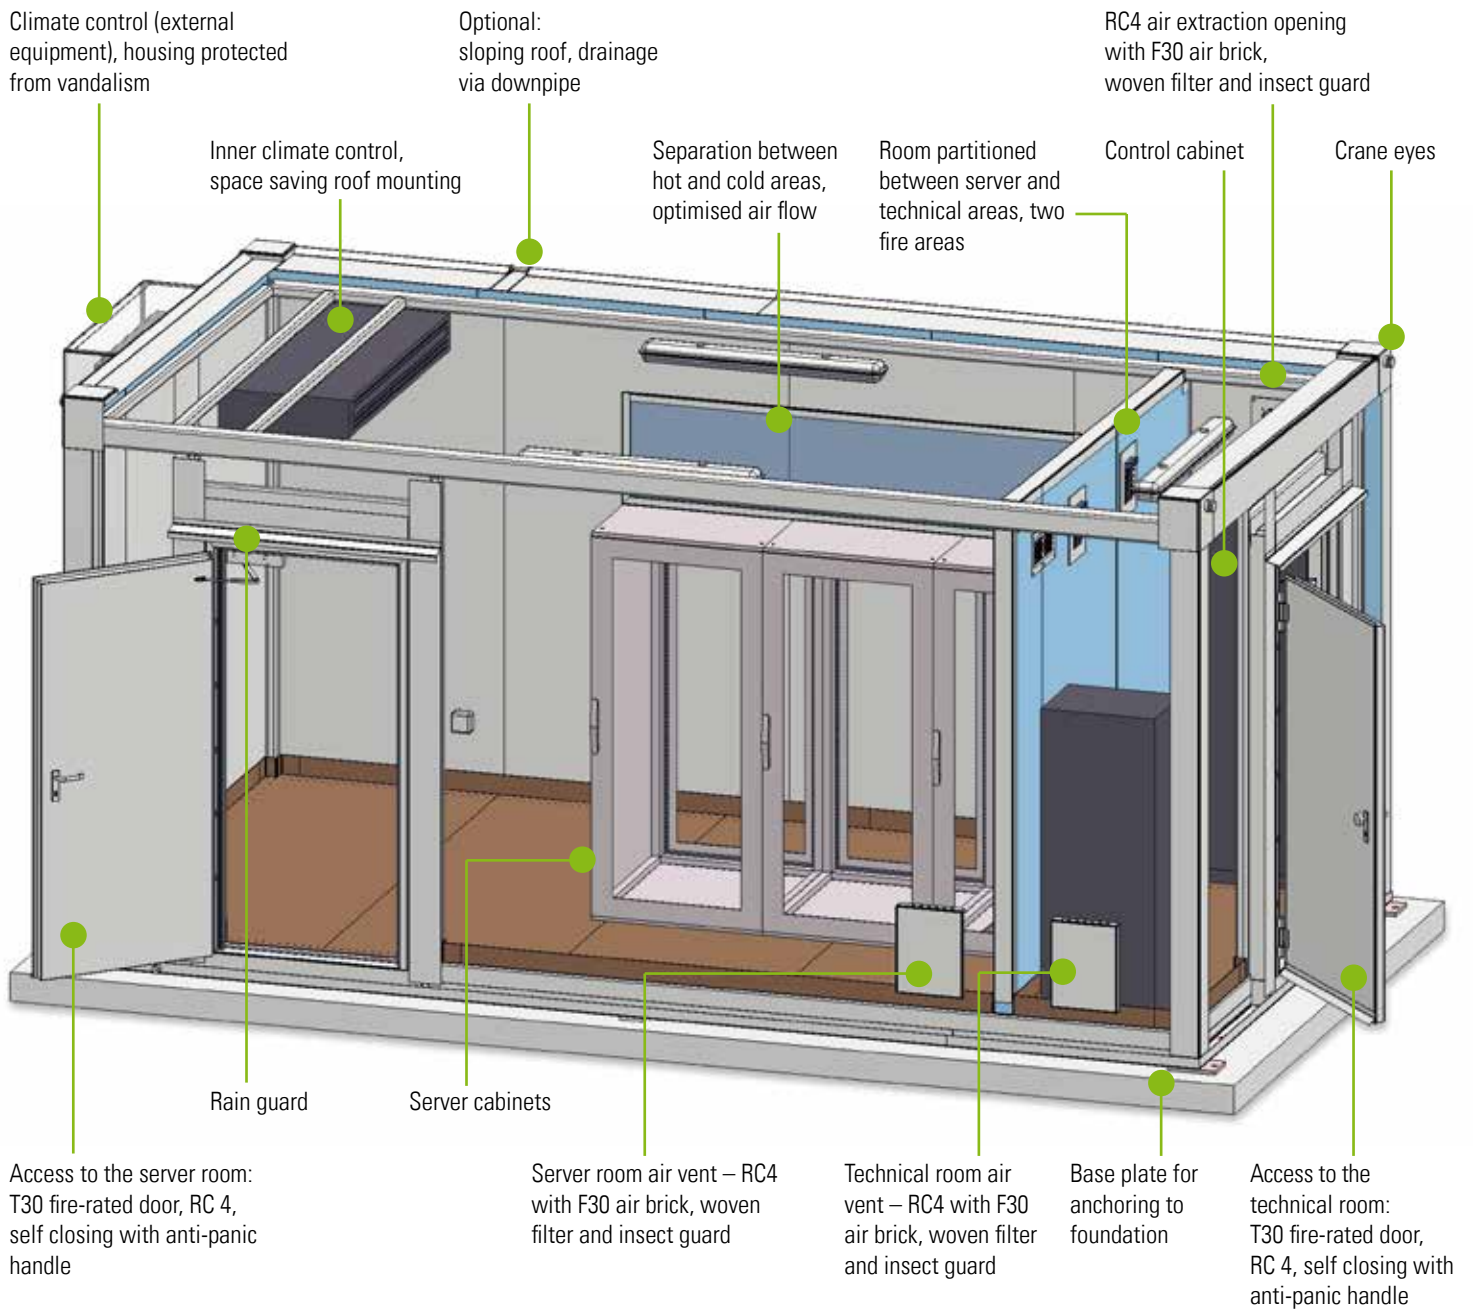 Climate control (external
equipment), housing protected
from vandalism
Optional:
sloping roof, drainage
via downpipe
RC4 air extraction opening
with F30 air brick,
woven filter and insect guard
Inner climate control,
space saving roof mounting
Separation between
hot and cold areas,
optimised air flow
Room partitioned
between server and
technical areas, two
fire areas
Control cabinet
Crane eyes
Rain guard
Server cabinets
Access to the server room:
T30 fire-rated door, RC 4,
self closing with anti-panic
handle
Server room air vent – RC4
with F30 air brick, woven
filter and insect guard
Technical room air
vent – RC4 with F30
air brick, woven filter
and insect guard
Base plate for
anchoring to
foundation
Access to the
technical room:
T30 fire-rated door,
RC 4, self closing with
anti-panic handle